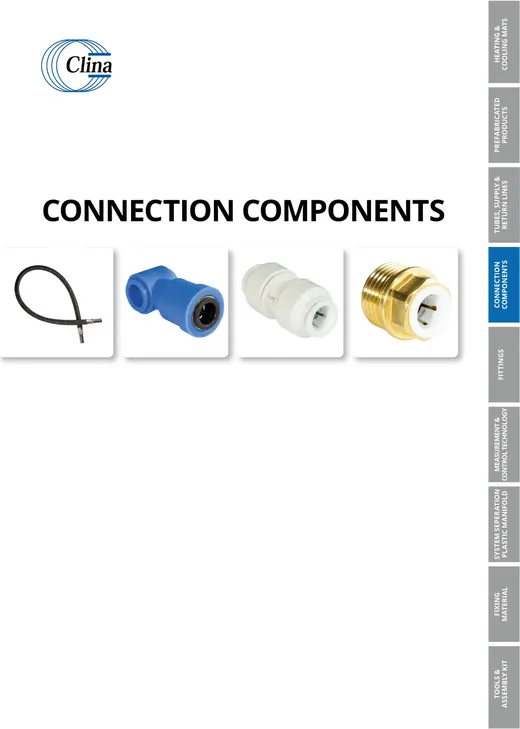 Clina
CONNECTION COMPONENTS
HEATING &
COOLING MATS
PREFABRICATED
PRODUCTS
TUBES, SUPPLY &
RETURN LINES
CONNECTION
COMPONENTS
FITTINGS
MEASUREMENT &
CONTROL TECHNOLOGY
SYSTEM SEPERATION
PLASTIC MANIFOLD
FIXING
MATERIAL
TOOLS &
ASSEMBLY KIT